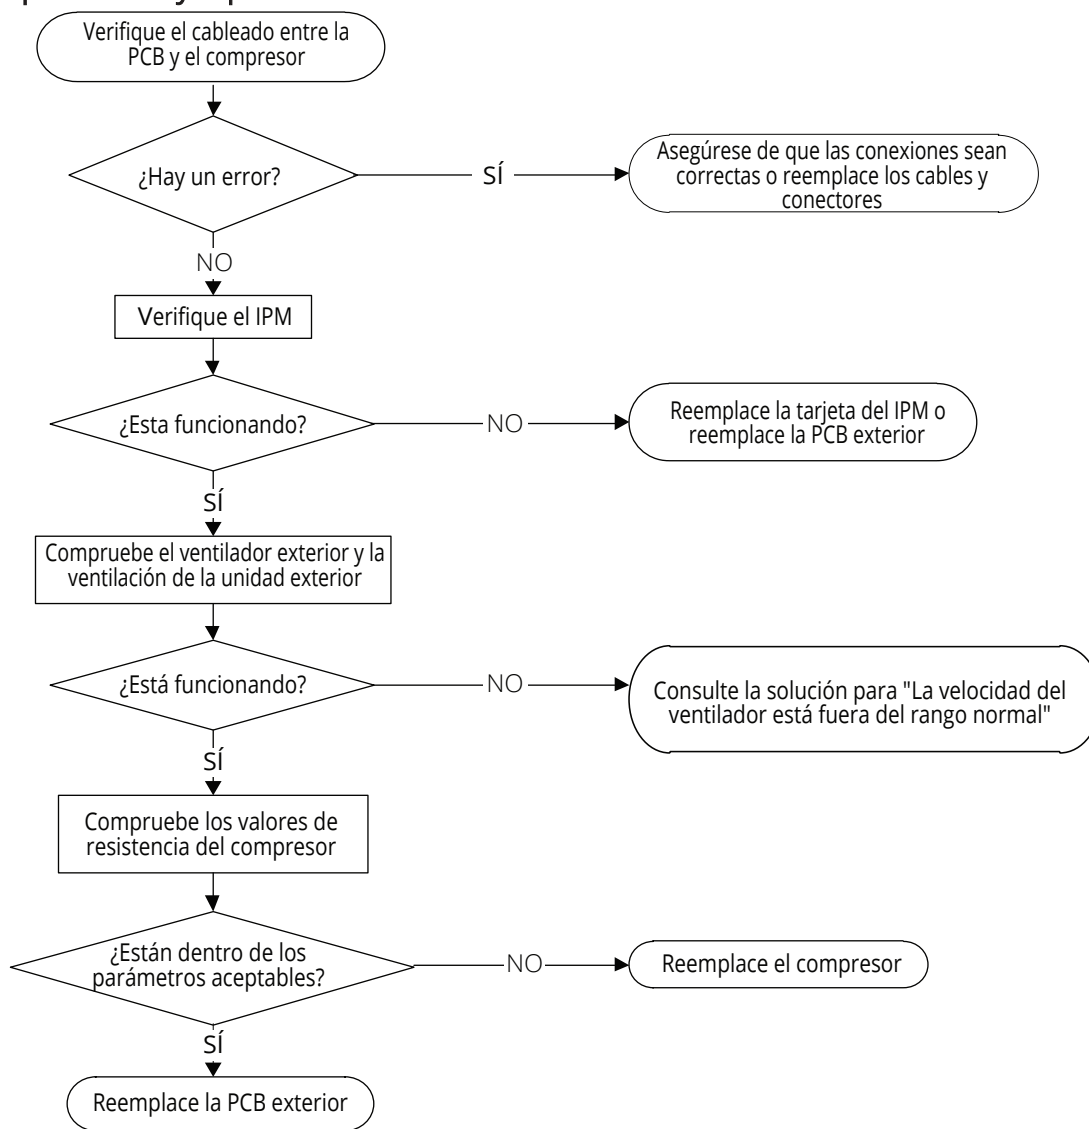 Verifique el cableado entre la
PCB y el compresor
¿Hay un error?
SÍ
Asegúrese de que las conexiones sean
correctas o reemplace los cables y
conectores
NO
Verifique el IPM
¿Esta funcionando?
NO
Reemplace la tarjeta del IPM o
reemplace la PCB exterior
SÍ
Compruebe el ventilador exterior y la
ventilación de la unidad exterior
¿Está funcionando?
NO
Consulte la solución para "La velocidad del
ventilador está fuera del rango normal"
SÍ
Compruebe los valores de
resistencia del compresor
¿Están dentro de los
parámetros aceptables?
NO
Reemplace el compresor
SÍ
Reemplace la PCB exterior